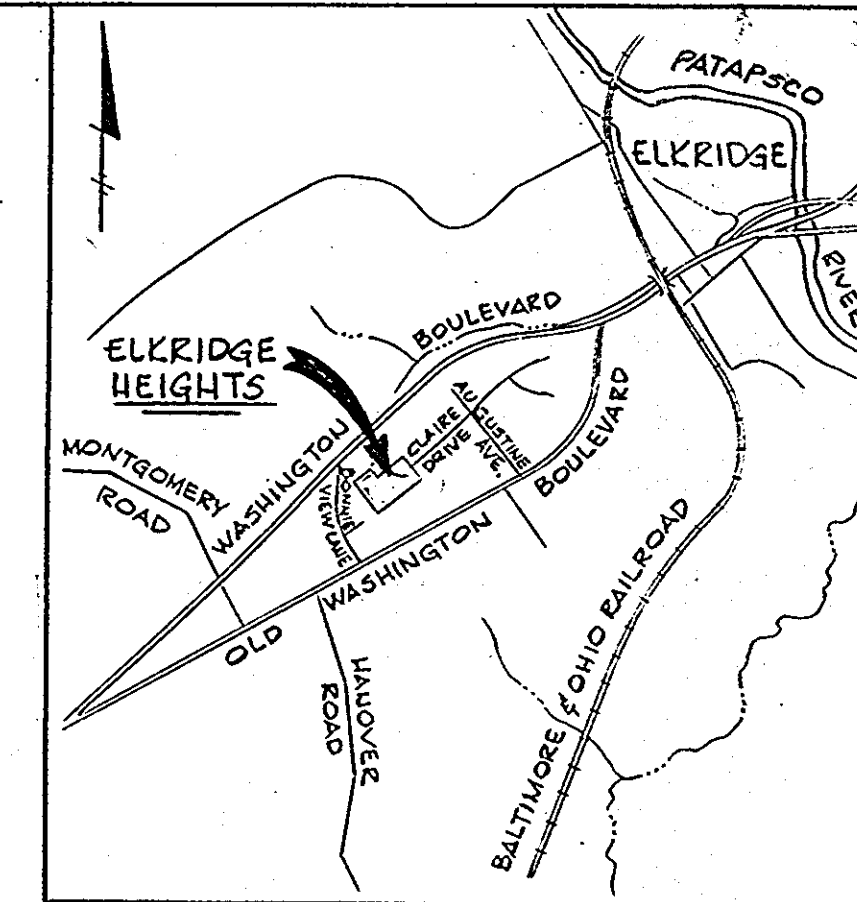 PATAPSCO
ELKRIDGE
RIVER
BOULEVARD
ELKRIDGE
HEIGHTS
AUGUSTINE
AVE.
CLAIRE
DRIVE
BOULEVARD
MONTGOMERY
ROAD
WASHINGTON
BONNIE
VIEW LANE
WASHINGTON
OLD
HANOVER
ROAD
BALTIMORE & OHIO RAILROAD